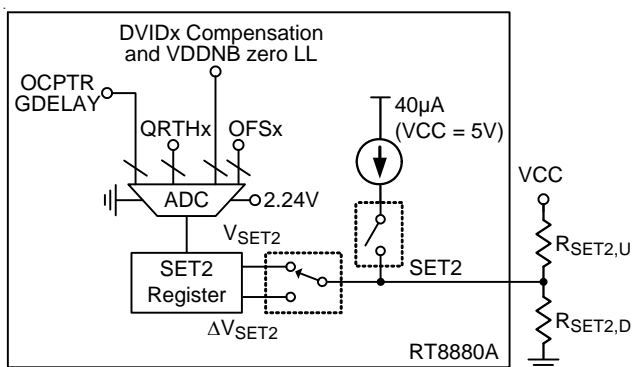 DVIDx Compensation
and VDDNB zero LL
OCPTR
GDELAY
QRTHx
OFSx
40µA
(VCC = 5V)
VCC
ADC
2.24V
VSET2
SET2
RSET2,U
SET2
Register
ΔVSET2
RSET2,D
RT8880A